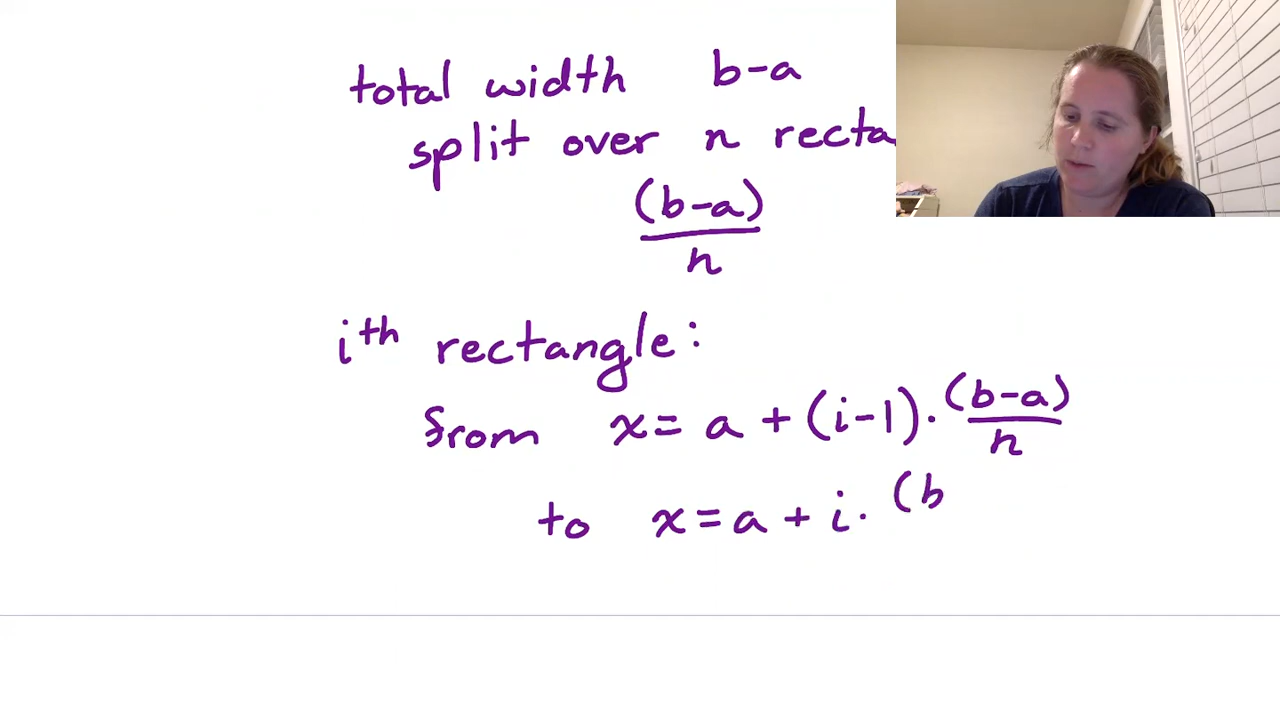 total width b-a
split over n recta
(b-a)
n
ith rectangle:
from x = a + (i-1) · (b-a)
n
to x = a + i · (b